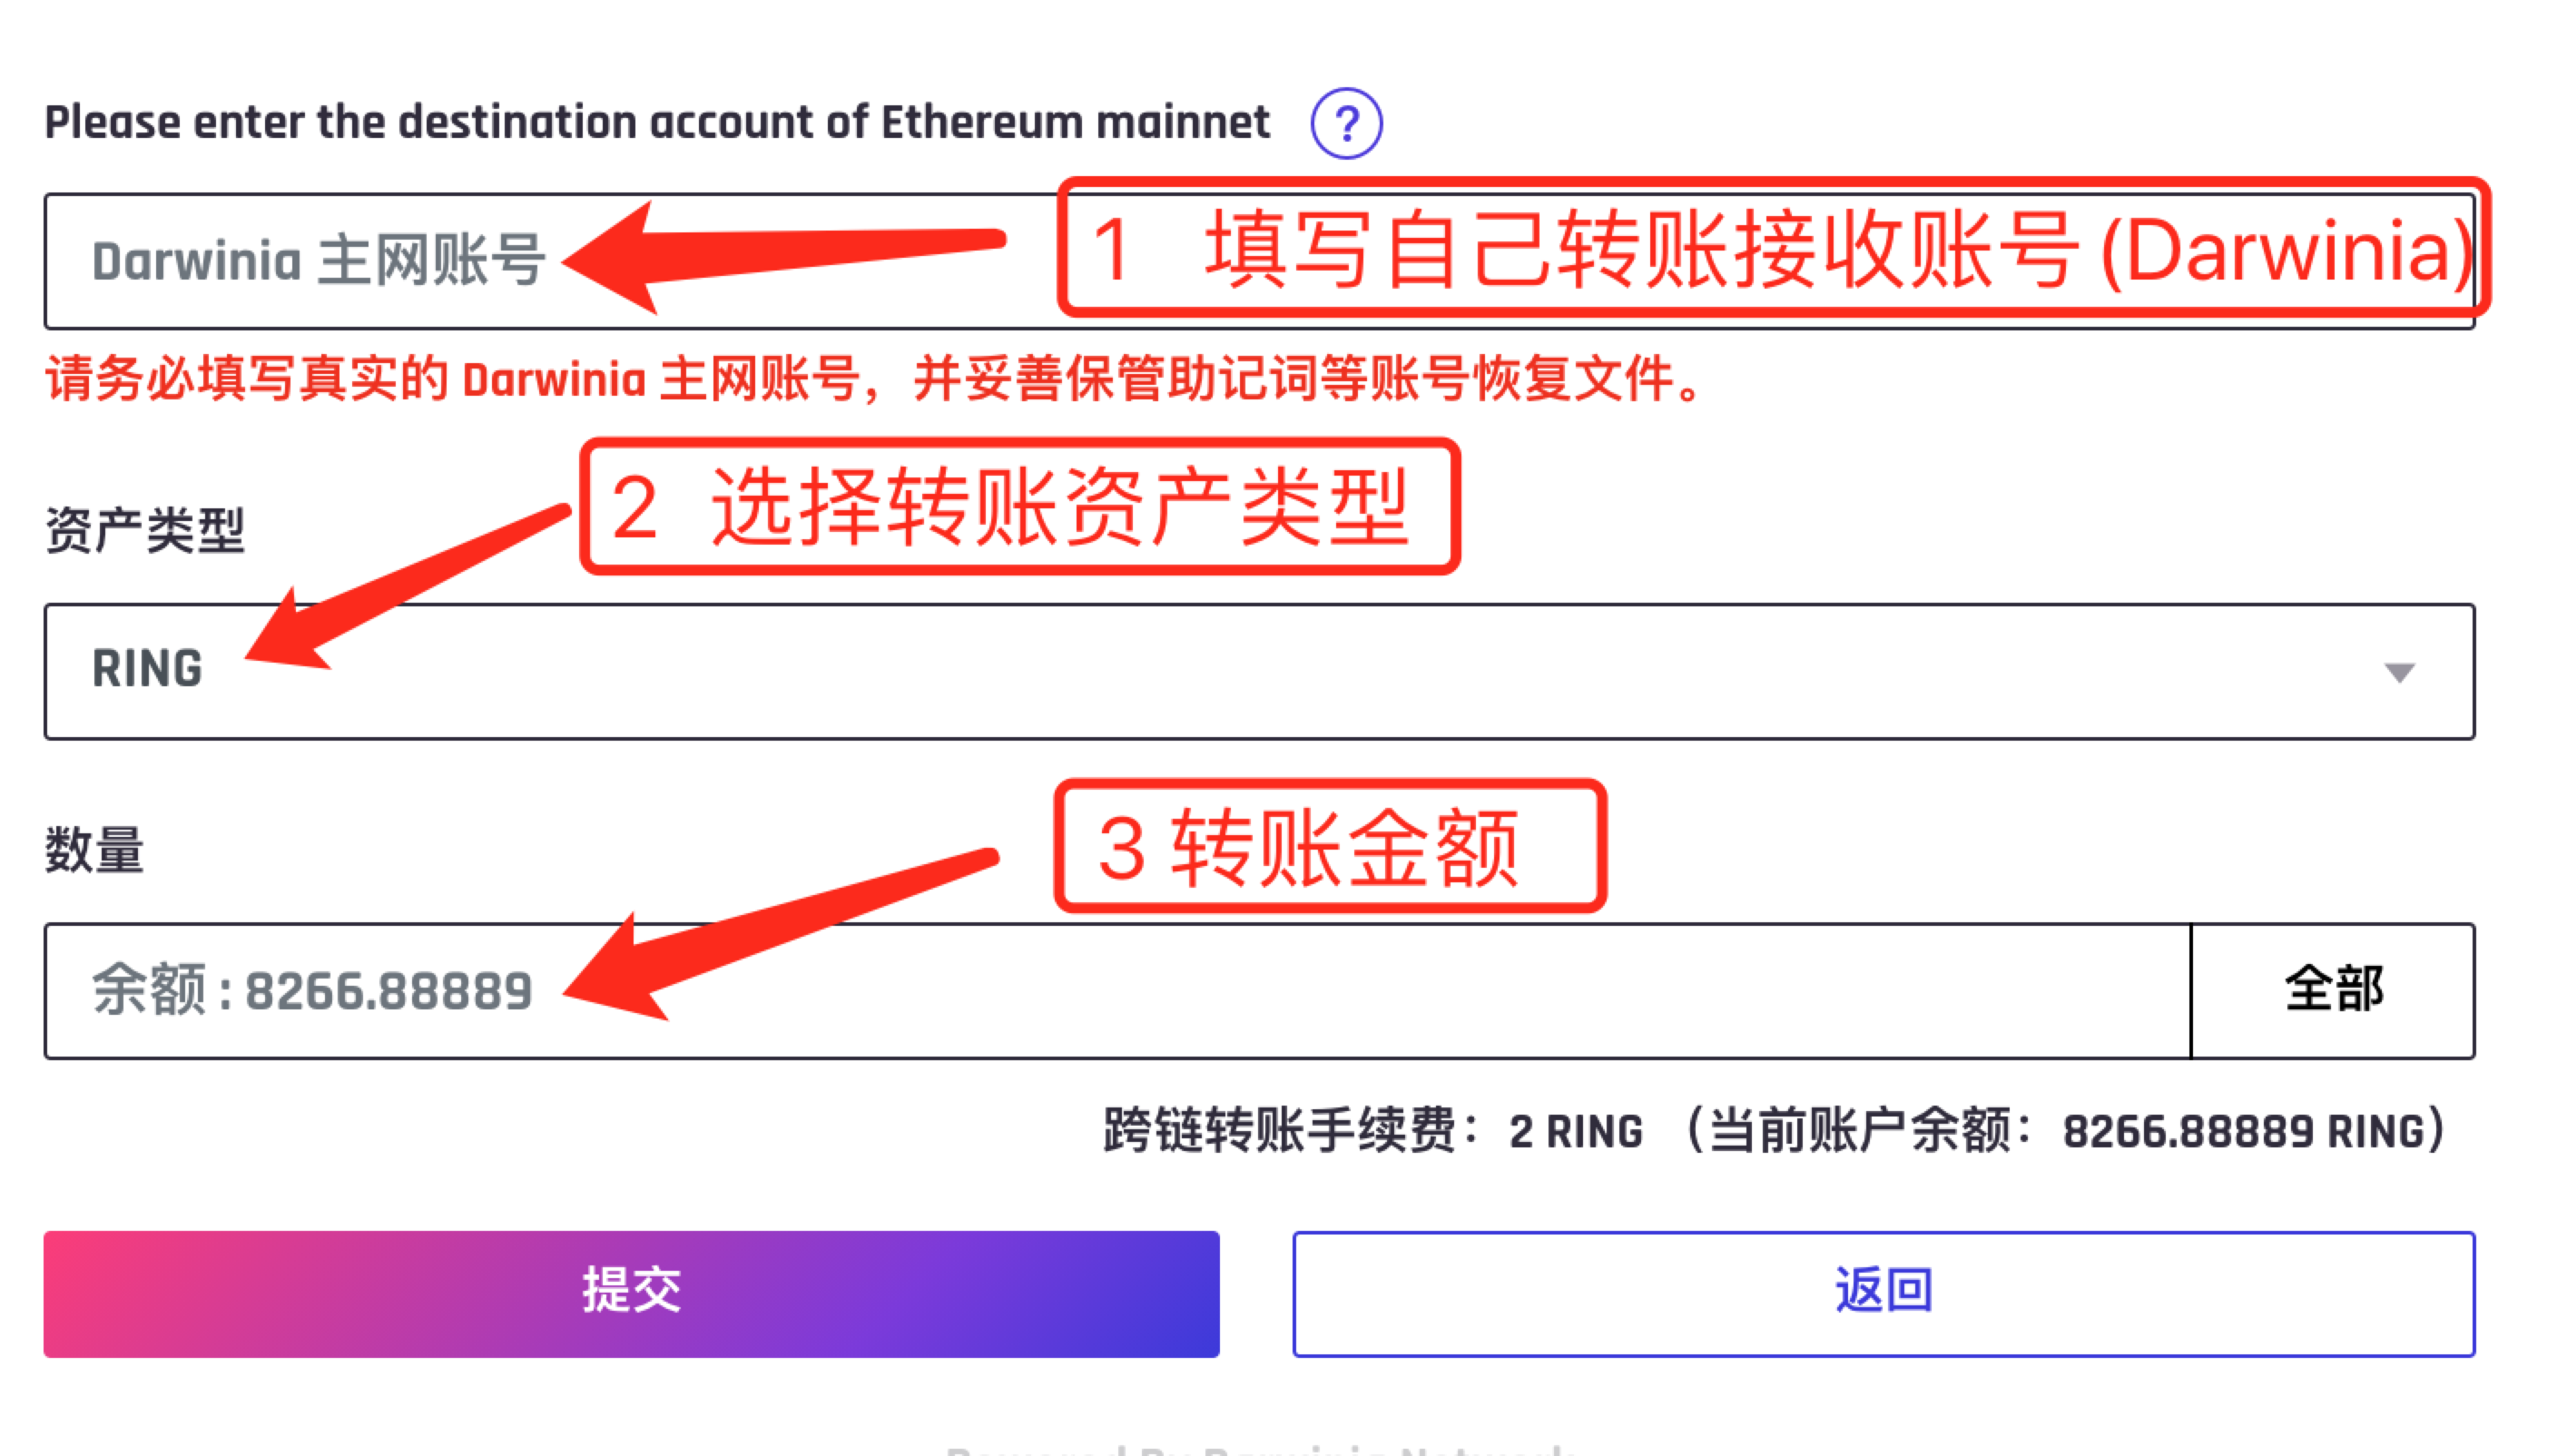 Please enter the destination account of Ethereum mainnet ?
Darwinia 主网账号
1 填写自己转账接收账号 (Darwinia)
请务必填写真实的 Darwinia 主网账号，并妥善保管助记词等账号恢复文件。
2 选择转账资产类型
资产类型
RING
3 转账金额
数量
余额 : 8266.88889
全部
跨链转账手续费：2 RING （当前账户余额：8266.88889 RING）
提交
返回
Powered By Darwinia Network